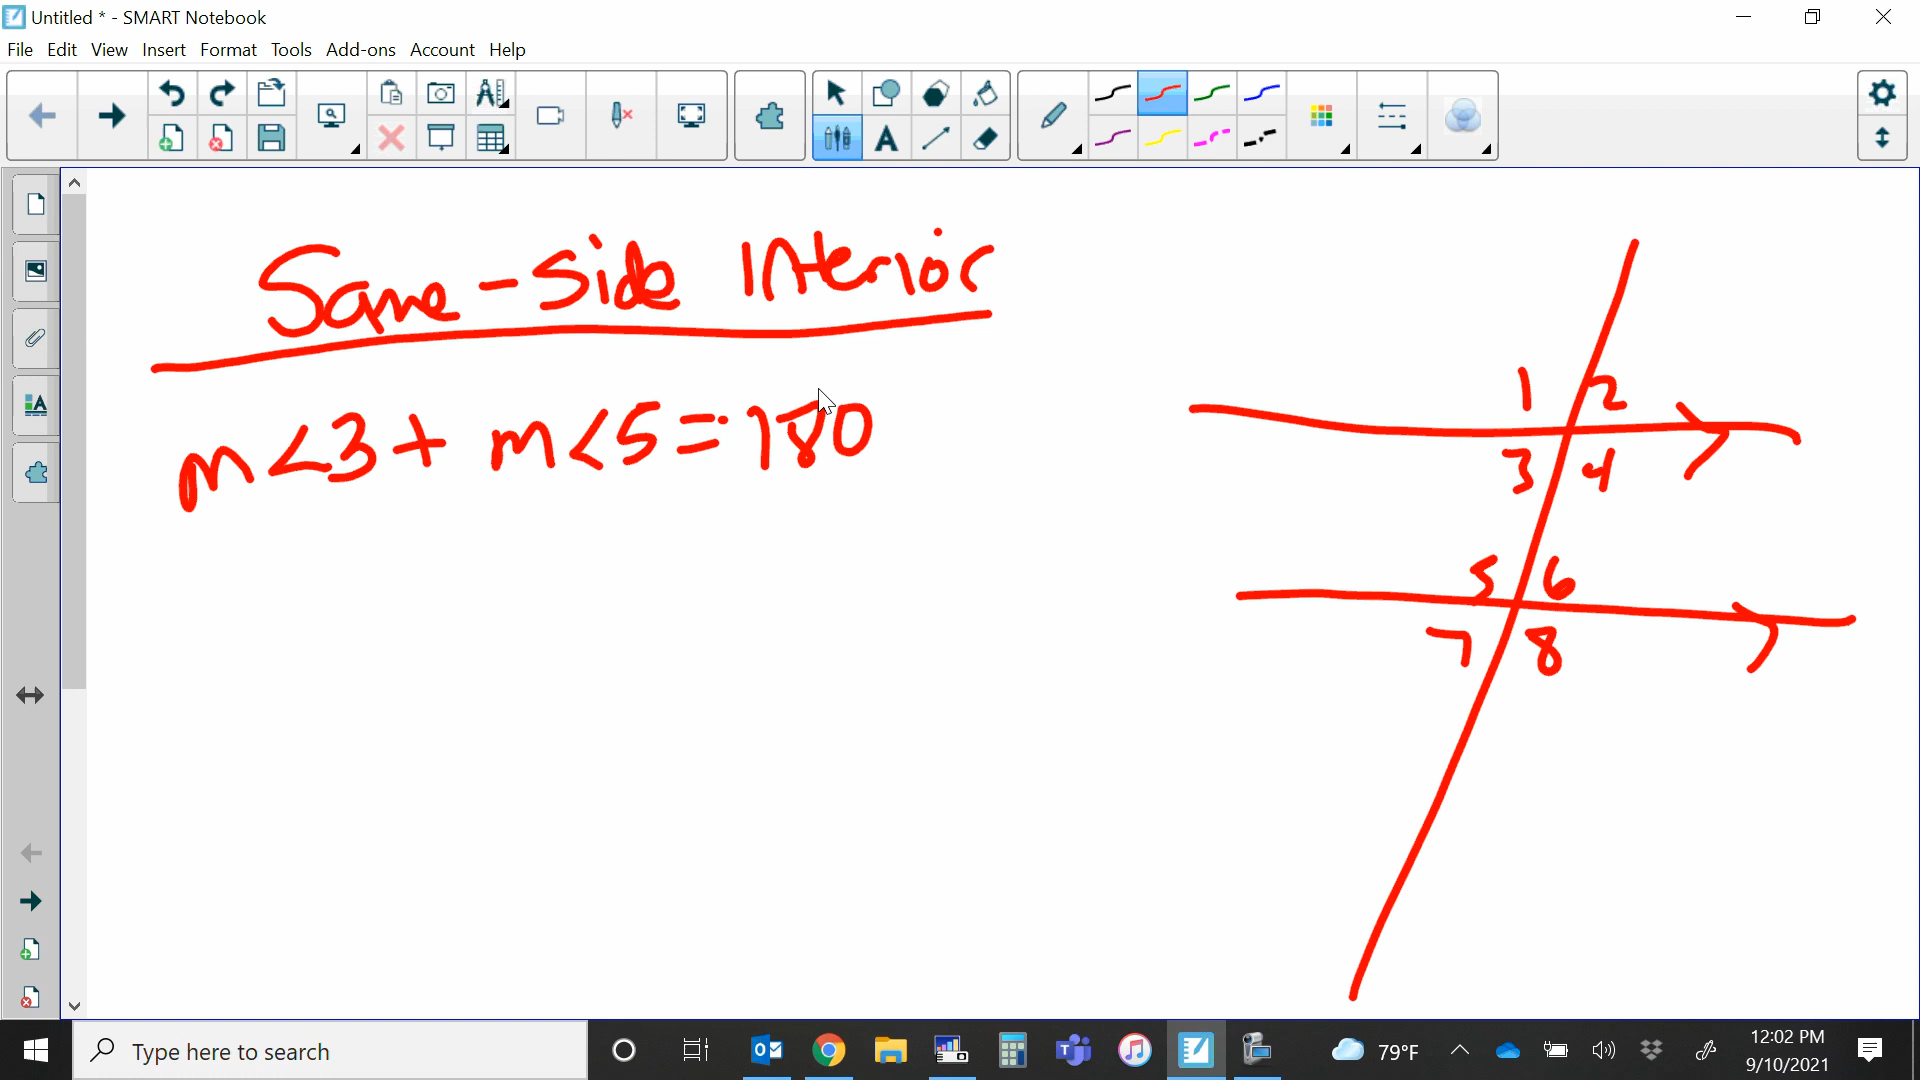 Untitled * - SMART Notebook
File Edit View Insert Format Tools Add-ons Account Help
A
A
Same-Side Interior
m<3 + m<5 = 180
1 2
3 4
5 6
7 8
Type here to search
79°F
12:02 PM
9/10/2021